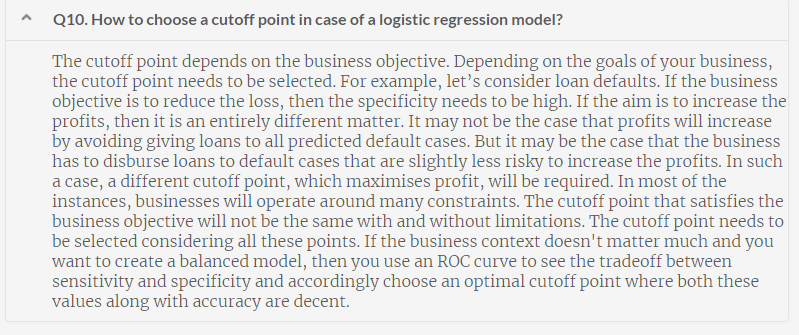 Q10. How to choose a cutoff point in case of a logistic regression model?
The cutoff point depends on the business objective. Depending on the goals of your business,
the cutoff point needs to be selected. For example, let’s consider loan defaults. If the business
objective is to reduce the loss, then the specificity needs to be high. If the aim is to increase the
profits, then it is an entirely different matter. It may not be the case that profits will increase
by avoiding giving loans to all predicted default cases. But it may be the case that the business
has to disburse loans to default cases that are slightly less risky to increase the profits. In such
a case, a different cutoff point, which maximises profit, will be required. In most of the
instances, businesses will operate around many constraints. The cutoff point that satisfies the
business objective will not be the same with and without limitations. The cutoff point needs to
be selected considering all these points. If the business context doesn't matter much and you
want to create a balanced model, then you use an ROC curve to see the tradeoff between
sensitivity and specificity and accordingly choose an optimal cutoff point where both these
values along with accuracy are decent.